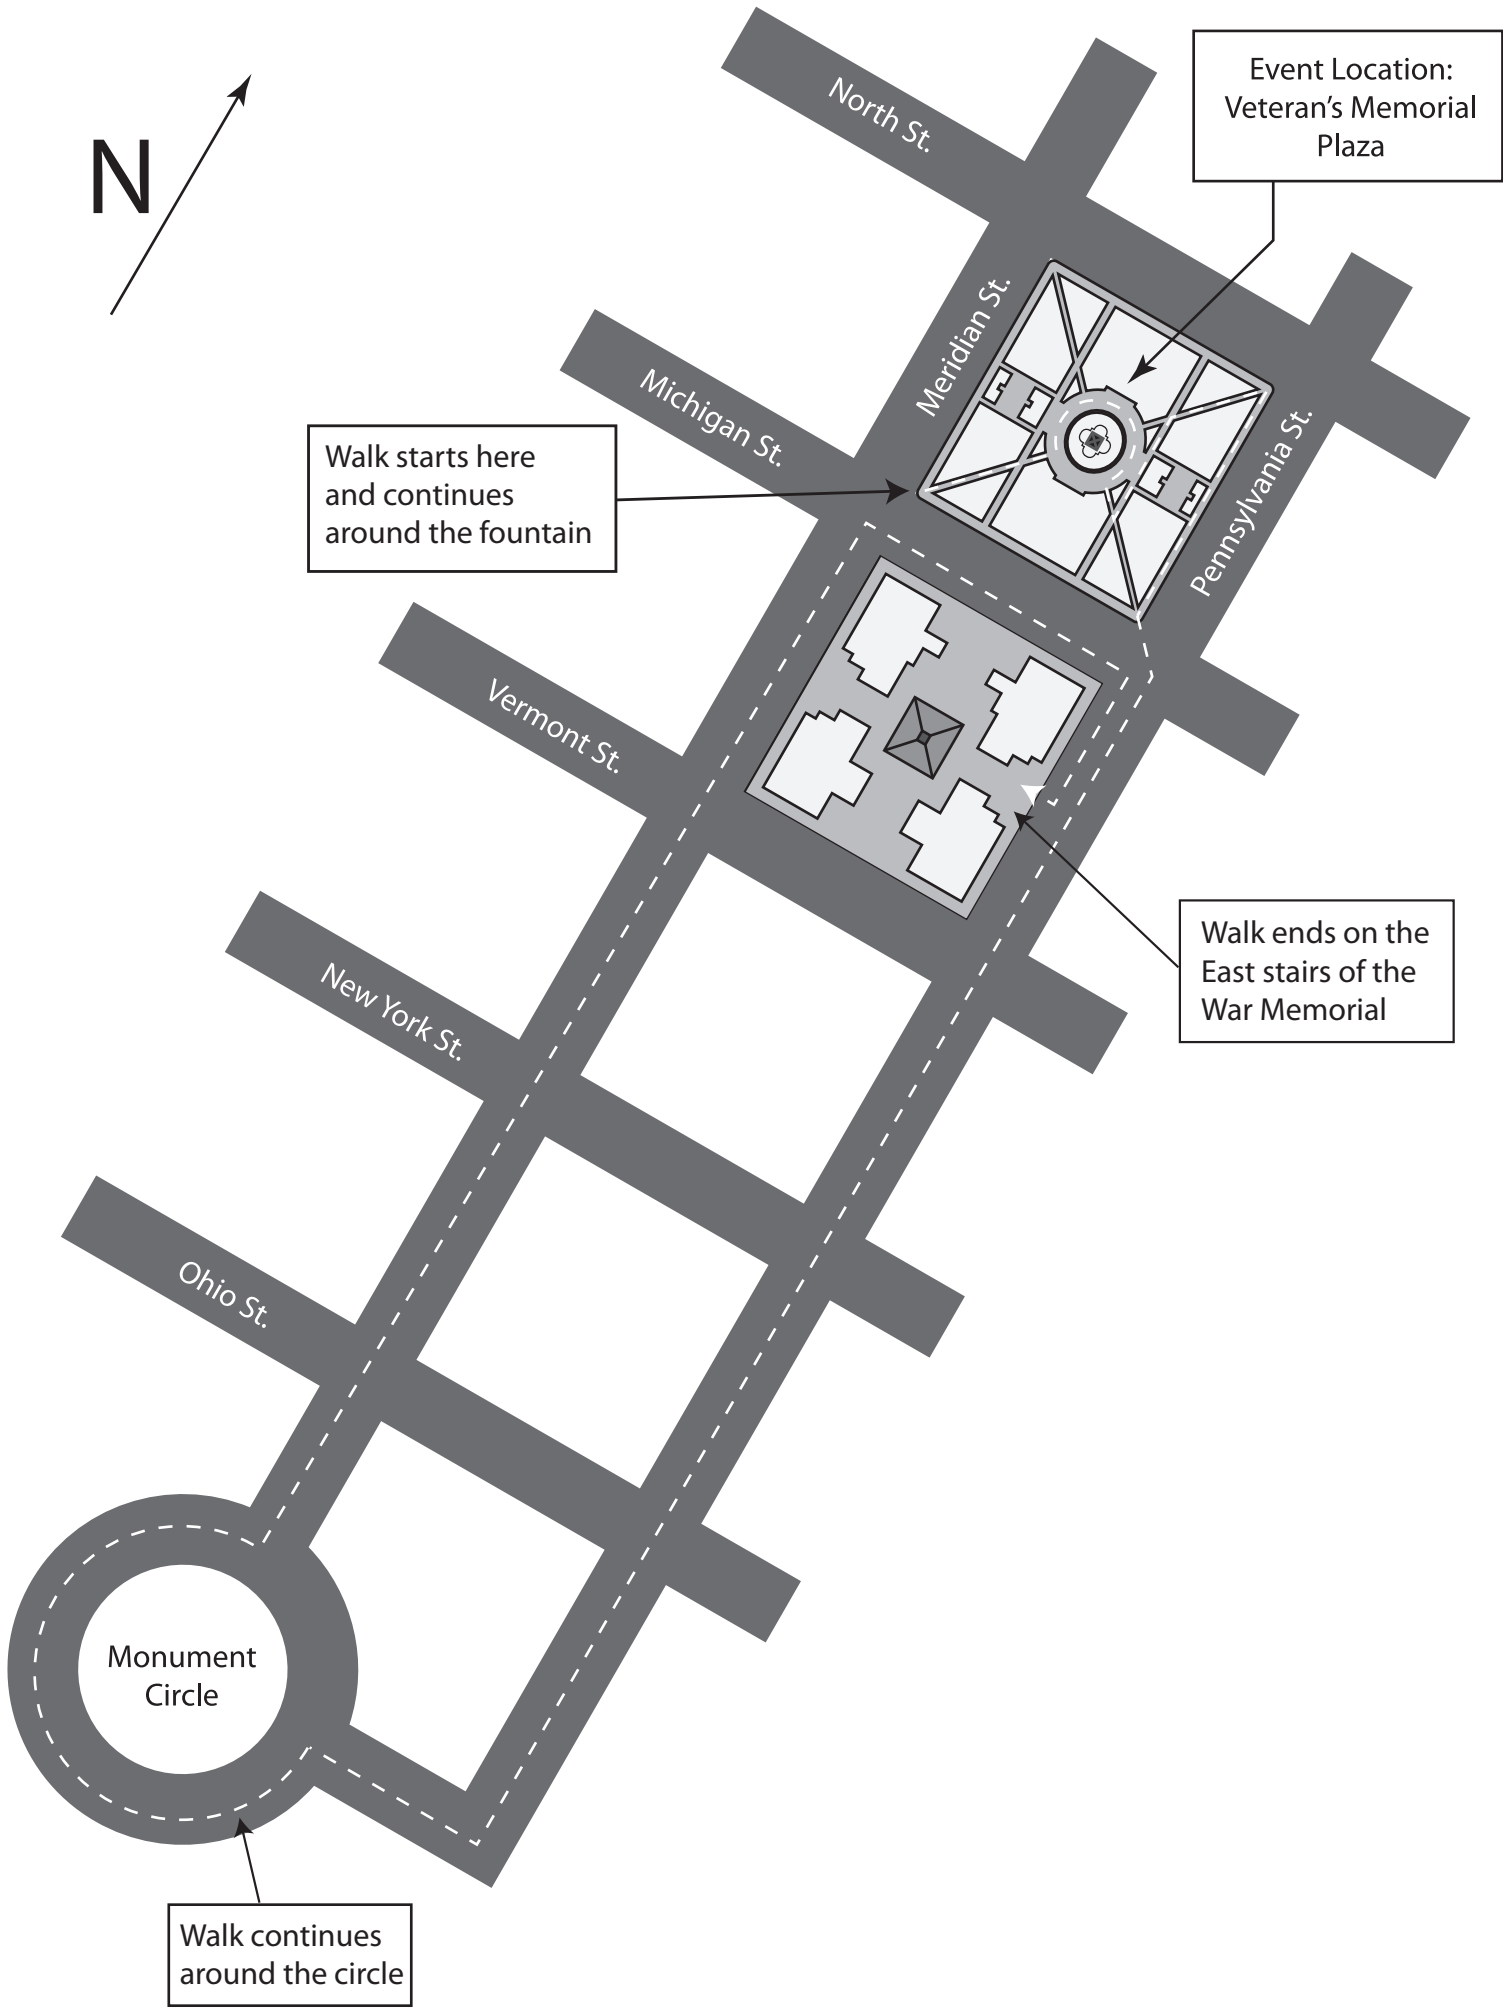 N
North St.
Event Location:
Veteran's Memorial
Plaza
Meridian St.
Michigan St.
Pennsylvania St.
Walk starts here
and continues
around the fountain
Vermont St.
Walk ends on the
East stairs of the
War Memorial
New York St.
Ohio St.
Monument
Circle
Walk continues
around the circle